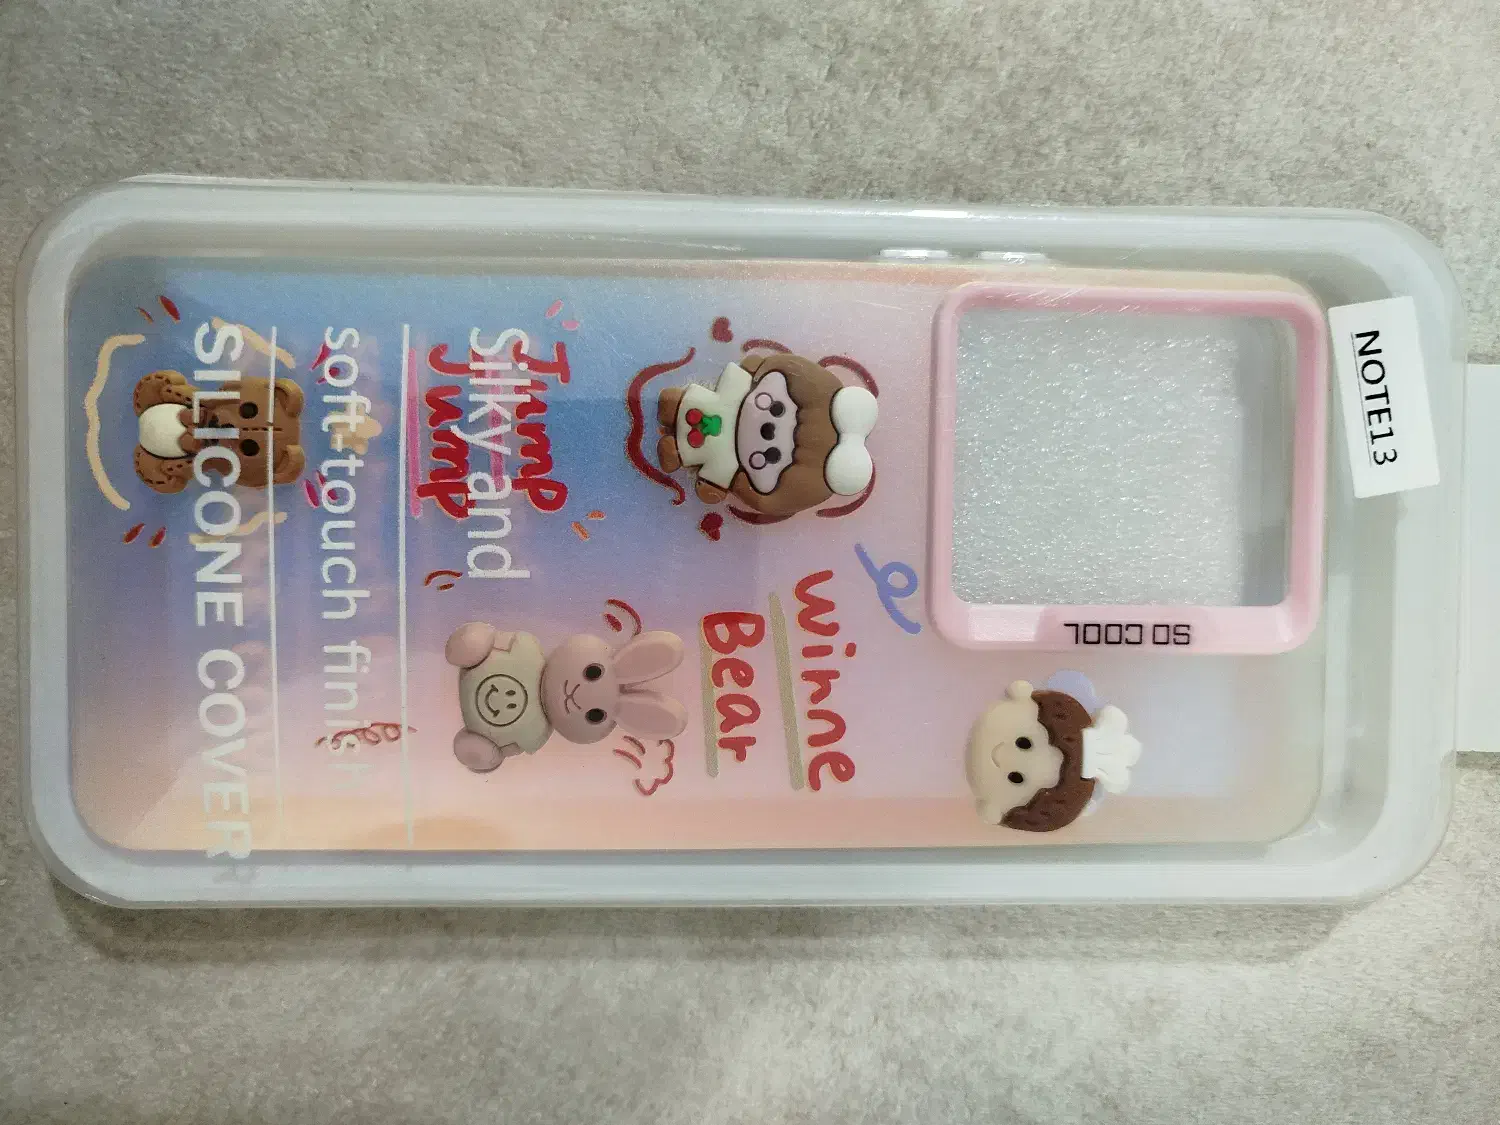 NOTE13
SO COOL
Winne
Bear
Jump
Jump
Silky and
soft-touch finish
SILICONE COVER